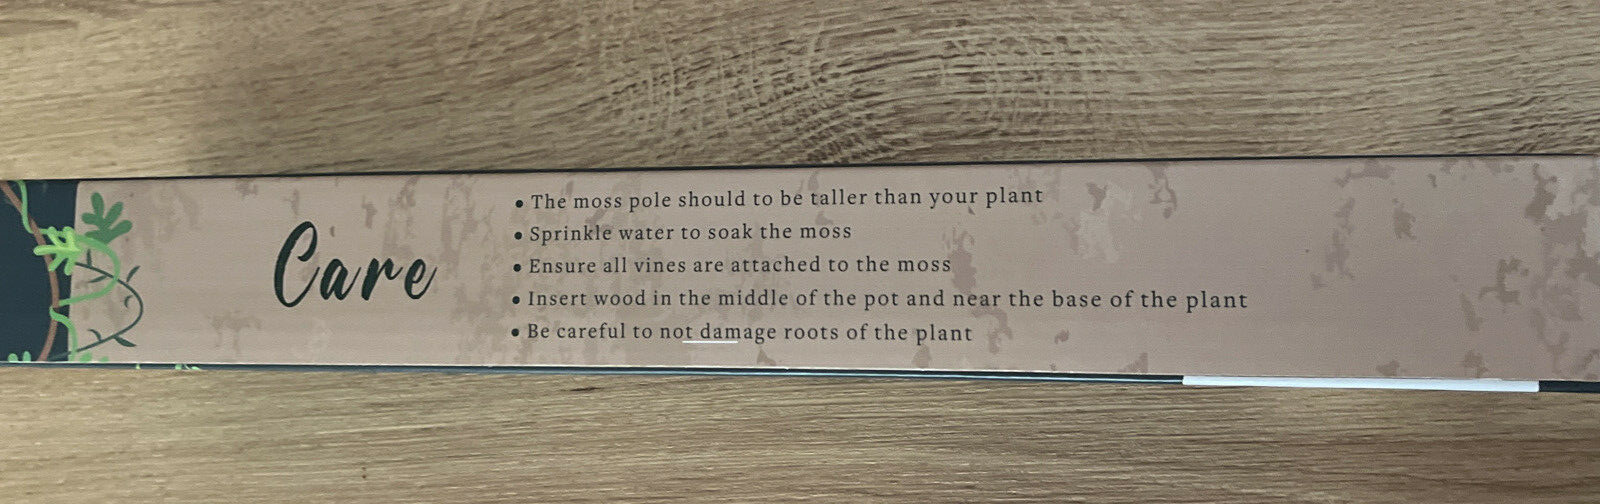 Care
• The moss pole should to be taller than your plant
• Sprinkle water to soak the moss
• Ensure all vines are attached to the moss
• Insert wood in the middle of the pot and near the base of the plant
• Be careful to not damage roots of the plant